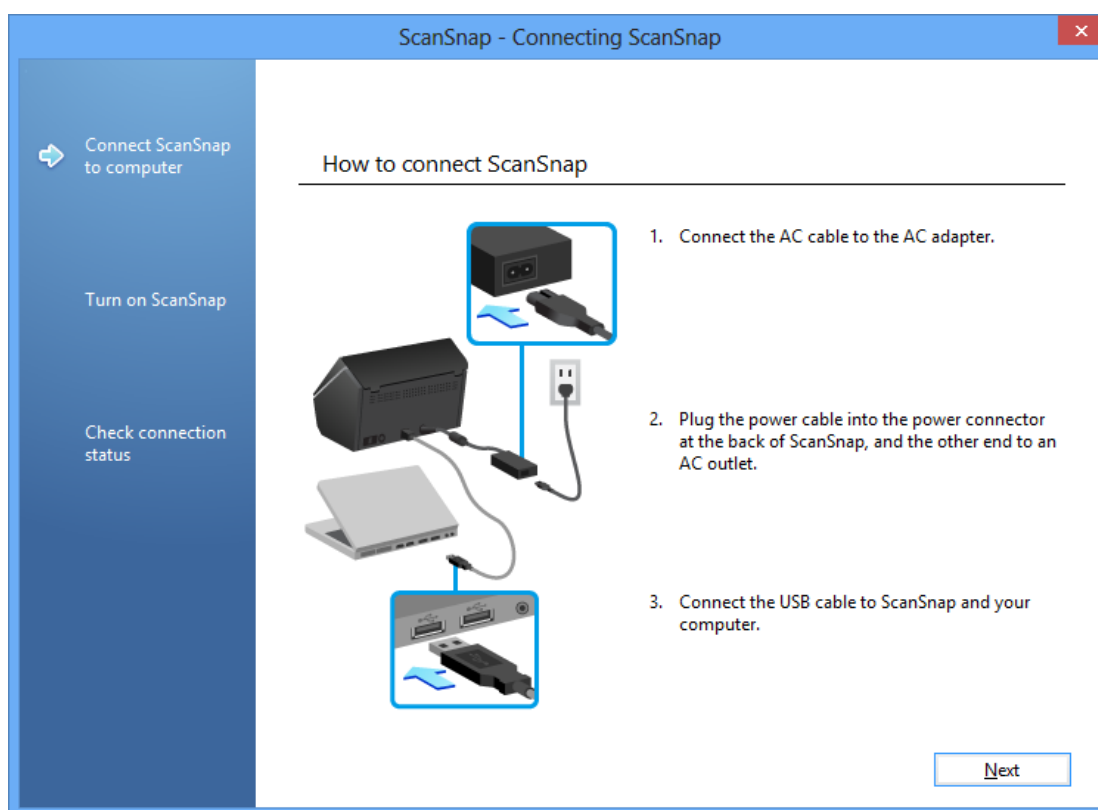 ScanSnap - Connecting ScanSnap
Connect ScanSnap
to computer
Turn on ScanSnap
Check connection
status
How to connect ScanSnap
1. Connect the AC cable to the AC adapter.
2. Plug the power cable into the power connector
at the back of ScanSnap, and the other end to an
AC outlet.
3. Connect the USB cable to ScanSnap and your
computer.
Next